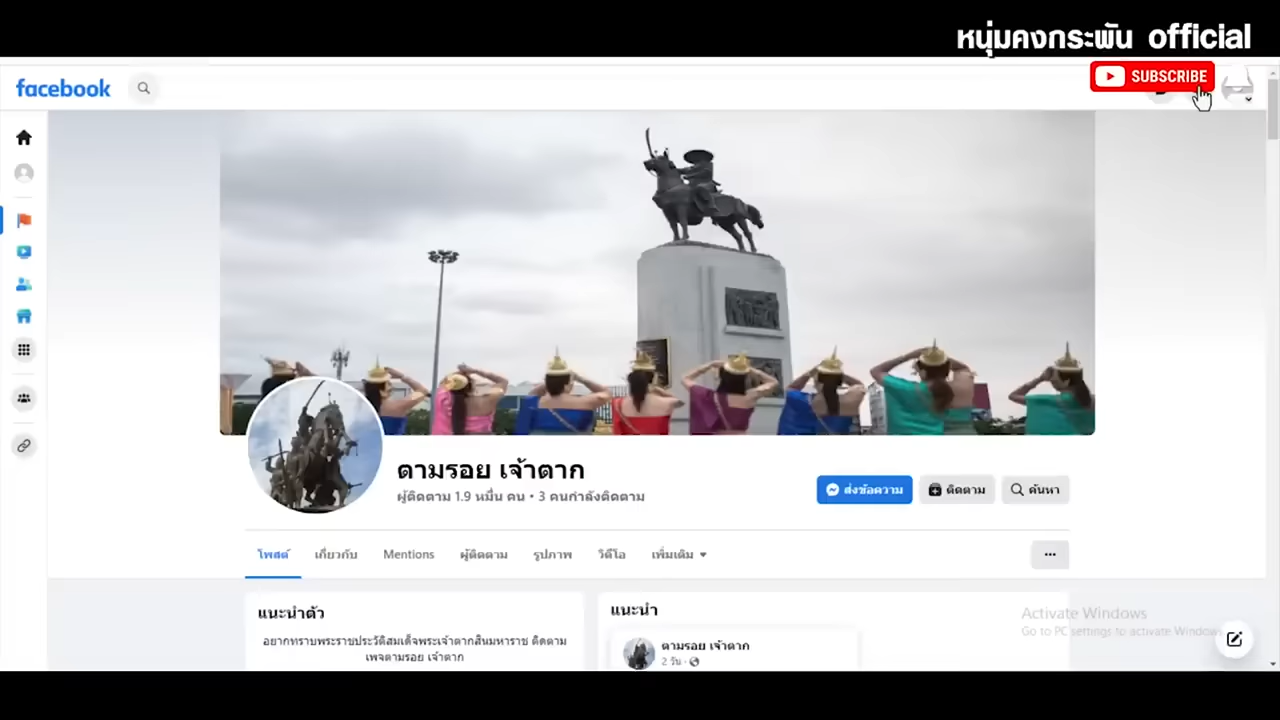 หนุ่มคงกระพัน official
SUBSCRIBE
facebook
ตามรอย เจ้าตาก
ผู้ติดตาม 1.9 หมื่น คน • 3 คนกำลังติดตาม
ส่งข้อความ
ติดตาม
ค้นหา
โพสต์
เกี่ยวกับ
Mentions
ผู้ติดตาม
รูปภาพ
วิดีโอ
เพิ่มเติม
แนะนำตัว
อยากทราบพระราชประวัติสมเด็จพระเจ้าตากสินมหาราช ติดตาม
เพจตามรอย เจ้าตาก
แนะนำ
ตามรอย เจ้าตาก
2 วัน
Activate Windows
Go to PC settings to activate Windows